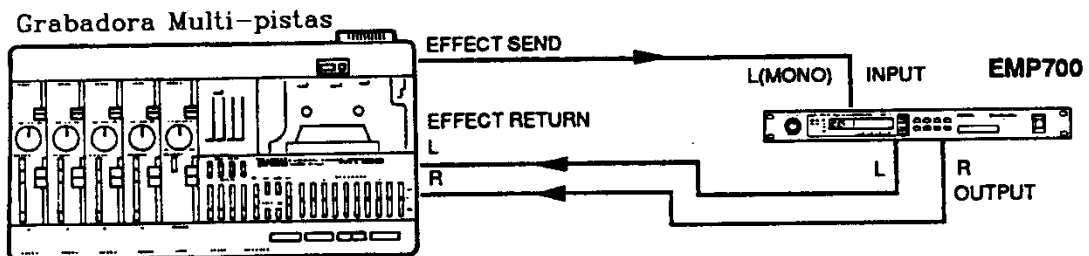 Grabadora Multi-pistas
EFFECT SEND
L(MONO) INPUT EMP700
EFFECT RETURN
L
R
L R
OUTPUT